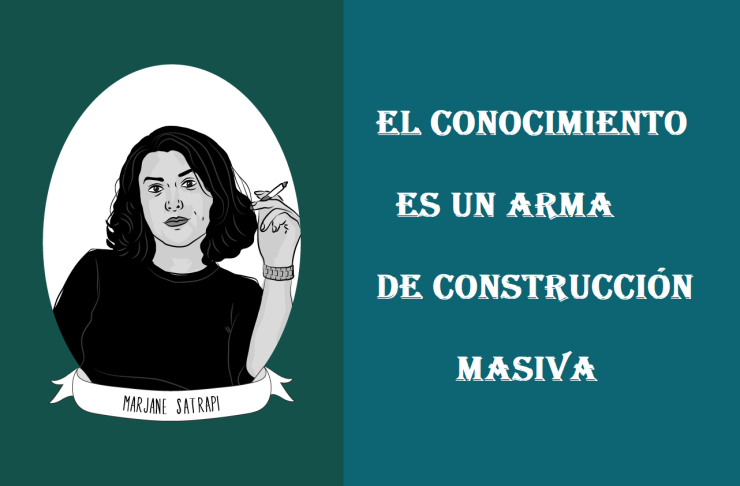 MARJANE SATRAPI
EL CONOCIMIENTO
ES UN ARMA
DE CONSTRUCCIÓN
MASIVA